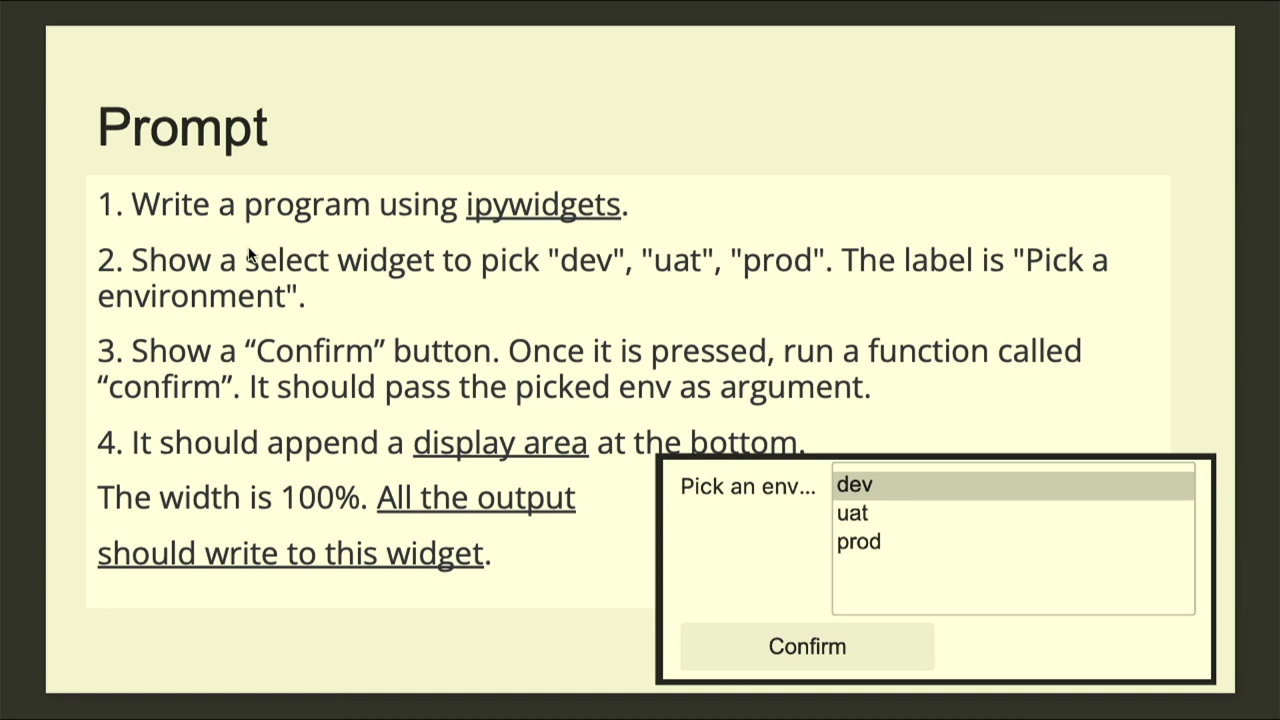 Prompt
1. Write a program using ipywidgets.
2. Show a select widget to pick "dev", "uat", "prod". The label is "Pick a
environment".
3. Show a “Confirm” button. Once it is pressed, run a function called
“confirm”. It should pass the picked env as argument.
4. It should append a display area at the bottom.
The width is 100%. All the output
should write to this widget.
Pick an env... dev
uat
prod
Confirm